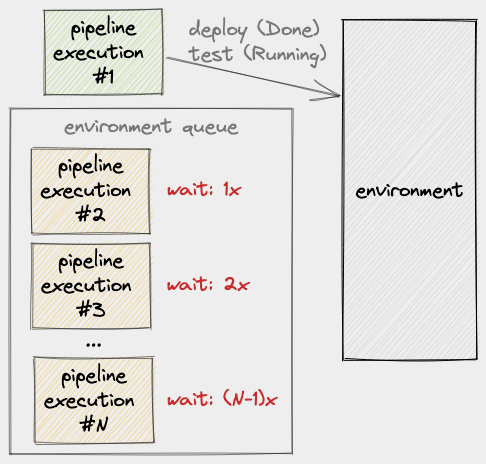 pipeline
execution
#1
deploy (Done)
test (Running)
environment queue
pipeline
execution
#2
wait: 1x
pipeline
execution
#3
wait: 2x
...
pipeline
execution
#N
wait: (N-1)x
environment